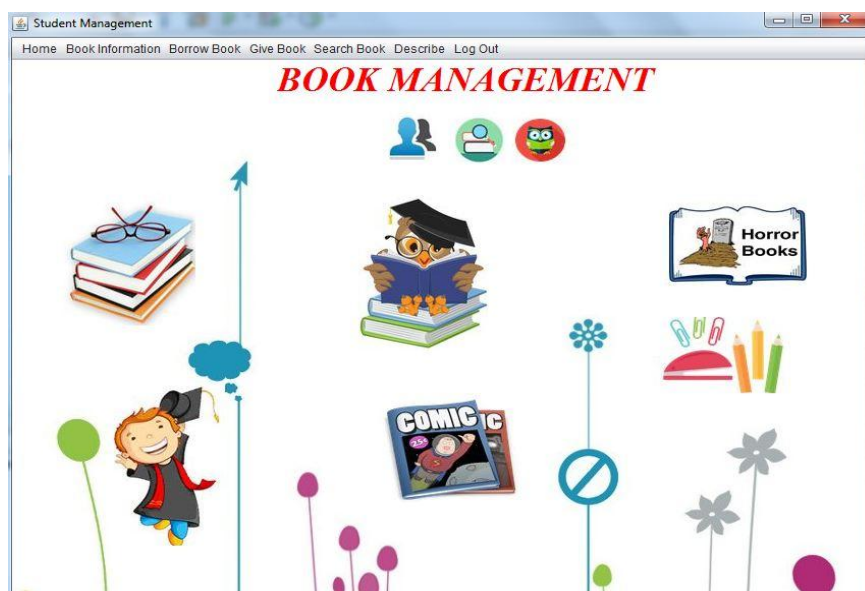 Student Management
Home Book Information Borrow Book Give Book Search Book Describe Log Out
BOOK MANAGEMENT
Horror
Books
COMIC
IC
25¢